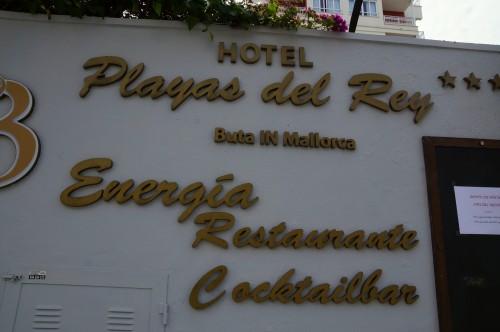 HOTEL
Playas del Rey ★★★
Buta IN Mallorca
Energía
Restaurante
Cocktailbar